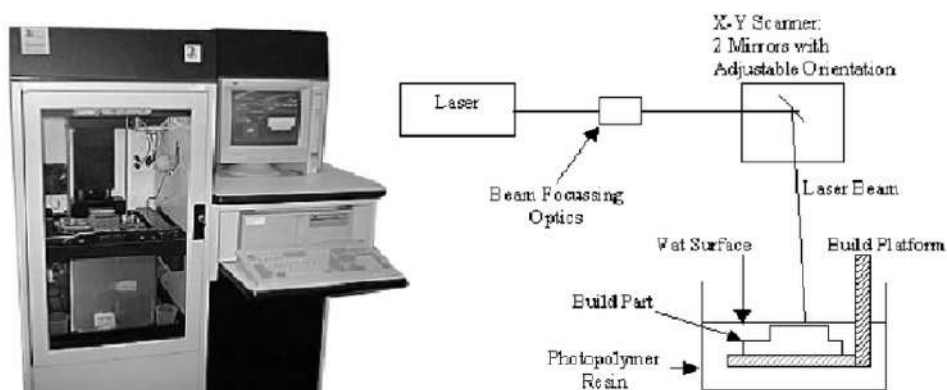 X-Y Scanner:
2 Mirrors with
Adjustable Orientation
Laser
Beam Focussing
Optics
Laser Beam
Vat Surface
Build Platform
Build Part
Photopolymer
Resin